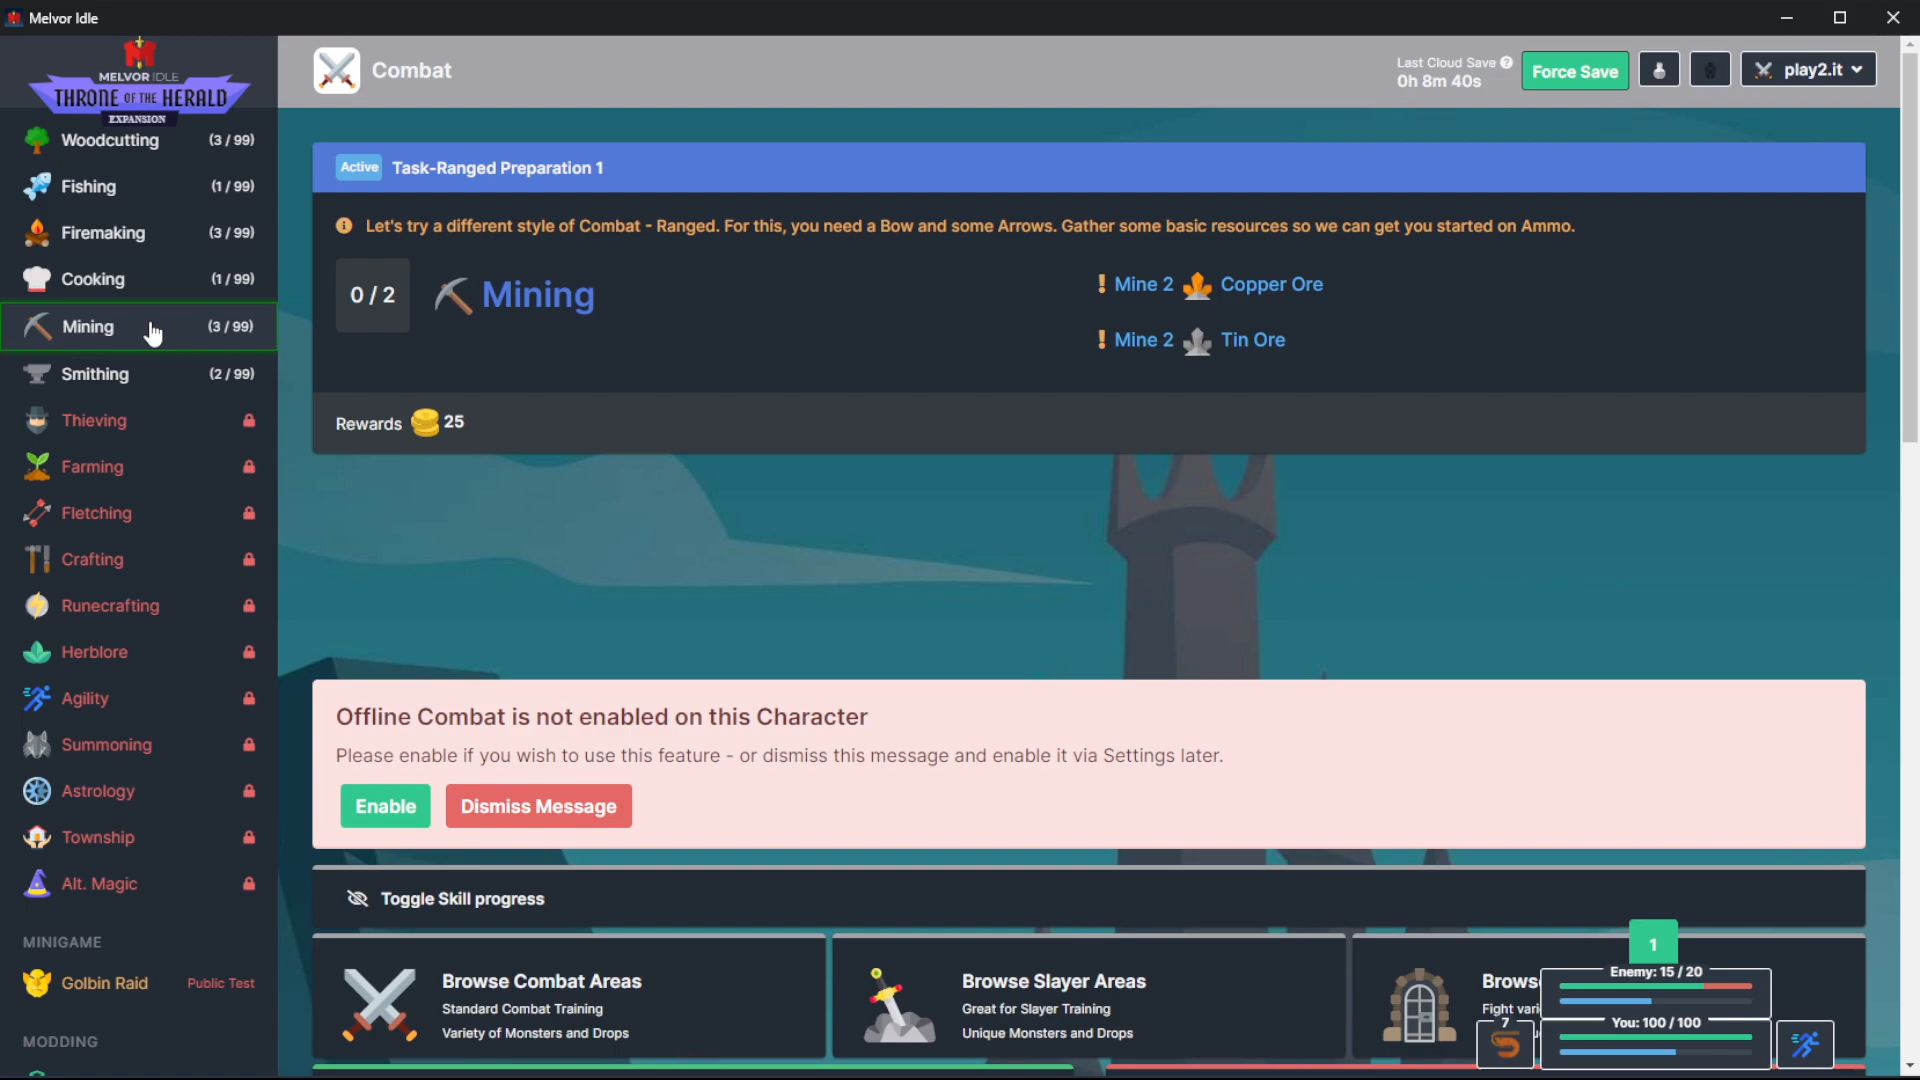 Melvor Idle
MELVOR IDLE
THRONE OF THE HERALD
EXPANSION
Combat
Last Cloud Save
0h 8m 40s
Force Save
play2.it
Woodcutting (3 / 99)
Fishing (1 / 99)
Firemaking (3 / 99)
Cooking (1 / 99)
Mining (3 / 99)
Smithing (2 / 99)
Thieving
Farming
Fletching
Crafting
Runecrafting
Herblore
Agility
Summoning
Astrology
Township
Alt. Magic
MINIGAME
Golbin Raid Public Test
MODDING
Active Task-Ranged Preparation 1
Let's try a different style of Combat - Ranged. For this, you need a Bow and some Arrows. Gather some basic resources so we can get you started on Ammo.
0 / 2 Mining
! Mine 2 Copper Ore
! Mine 2 Tin Ore
Rewards 25
Offline Combat is not enabled on this Character
Please enable if you wish to use this feature - or dismiss this message and enable it via Settings later.
Enable Dismiss Message
Toggle Skill progress
Browse Combat Areas
Standard Combat Training
Variety of Monsters and Drops
Browse Slayer Areas
Great for Slayer Training
Unique Monsters and Drops
Brows
Fight vari
1
Enemy: 15 / 20
7
You: 100 / 100